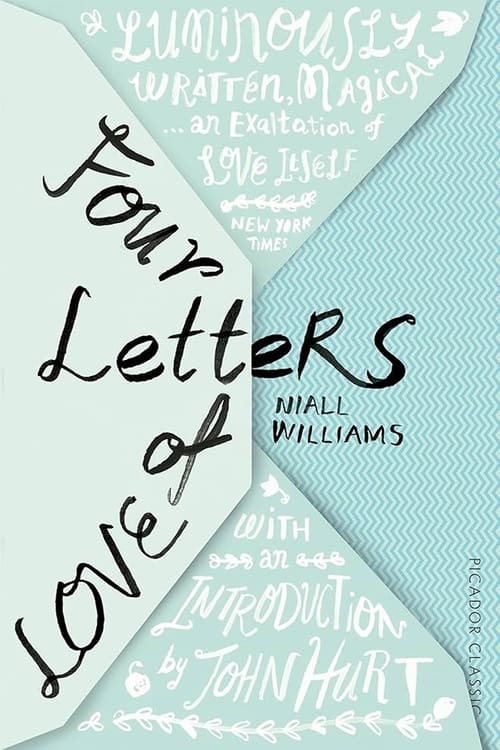 LUMINOUSLY
WRITTEN, MAGICAL
... an Exaltation of
LOVE ItSELF
NEW YORK
TIMES
Four
LetteRS
of
LOVE
NIALL
WILLIAMS
WITH
an
INTRODUCTION
by JOHN HURT
PICADOR CLASSIC